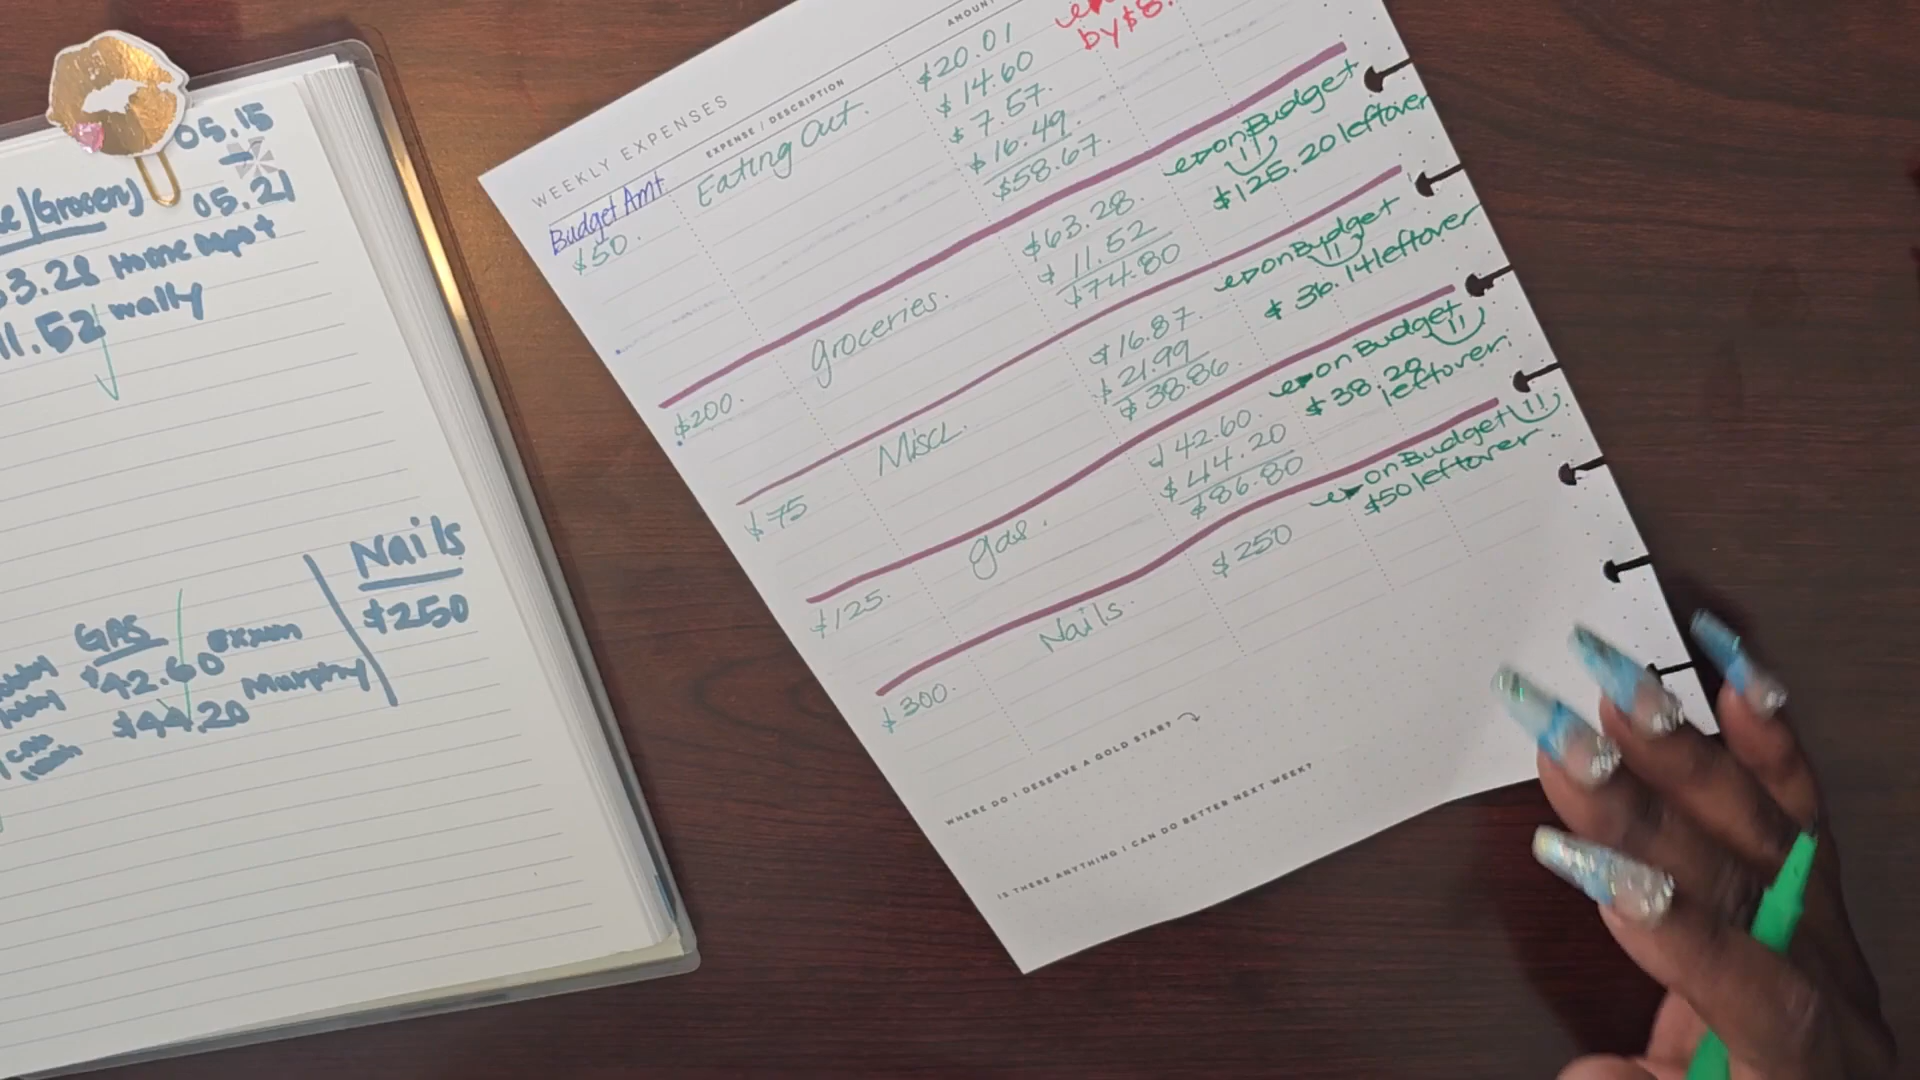 05.15
-
05.21
/Grocery)
3.28 Home Depot
11.52 wally
GAS
$42.60 exxon
$44.20 Murphy
Nails
$250
WEEKLY EXPENSES
EXPENSE / DESCRIPTION
Budget Amt
$50.
Eating Out.
$20.01
$14.60
$7.57.
$16.49.
$58.67.
by $8.
$200.
groceries.
$63.28.
$11.52
$74.80
on Budget
$125.20 leftover
$75
Miscl.
$16.87.
$21.99
$38.86.
on Budget
$36.14 leftover
$125.
gas.
$42.60.
$44.20
$86.80
on Budget
$38.20
leftover.
$300.
Nails.
$250
on Budget
$50 leftover
WHERE DO I DESERVE A GOLD STAR?
IS THERE ANYTHING I CAN DO BETTER NEXT WEEK?